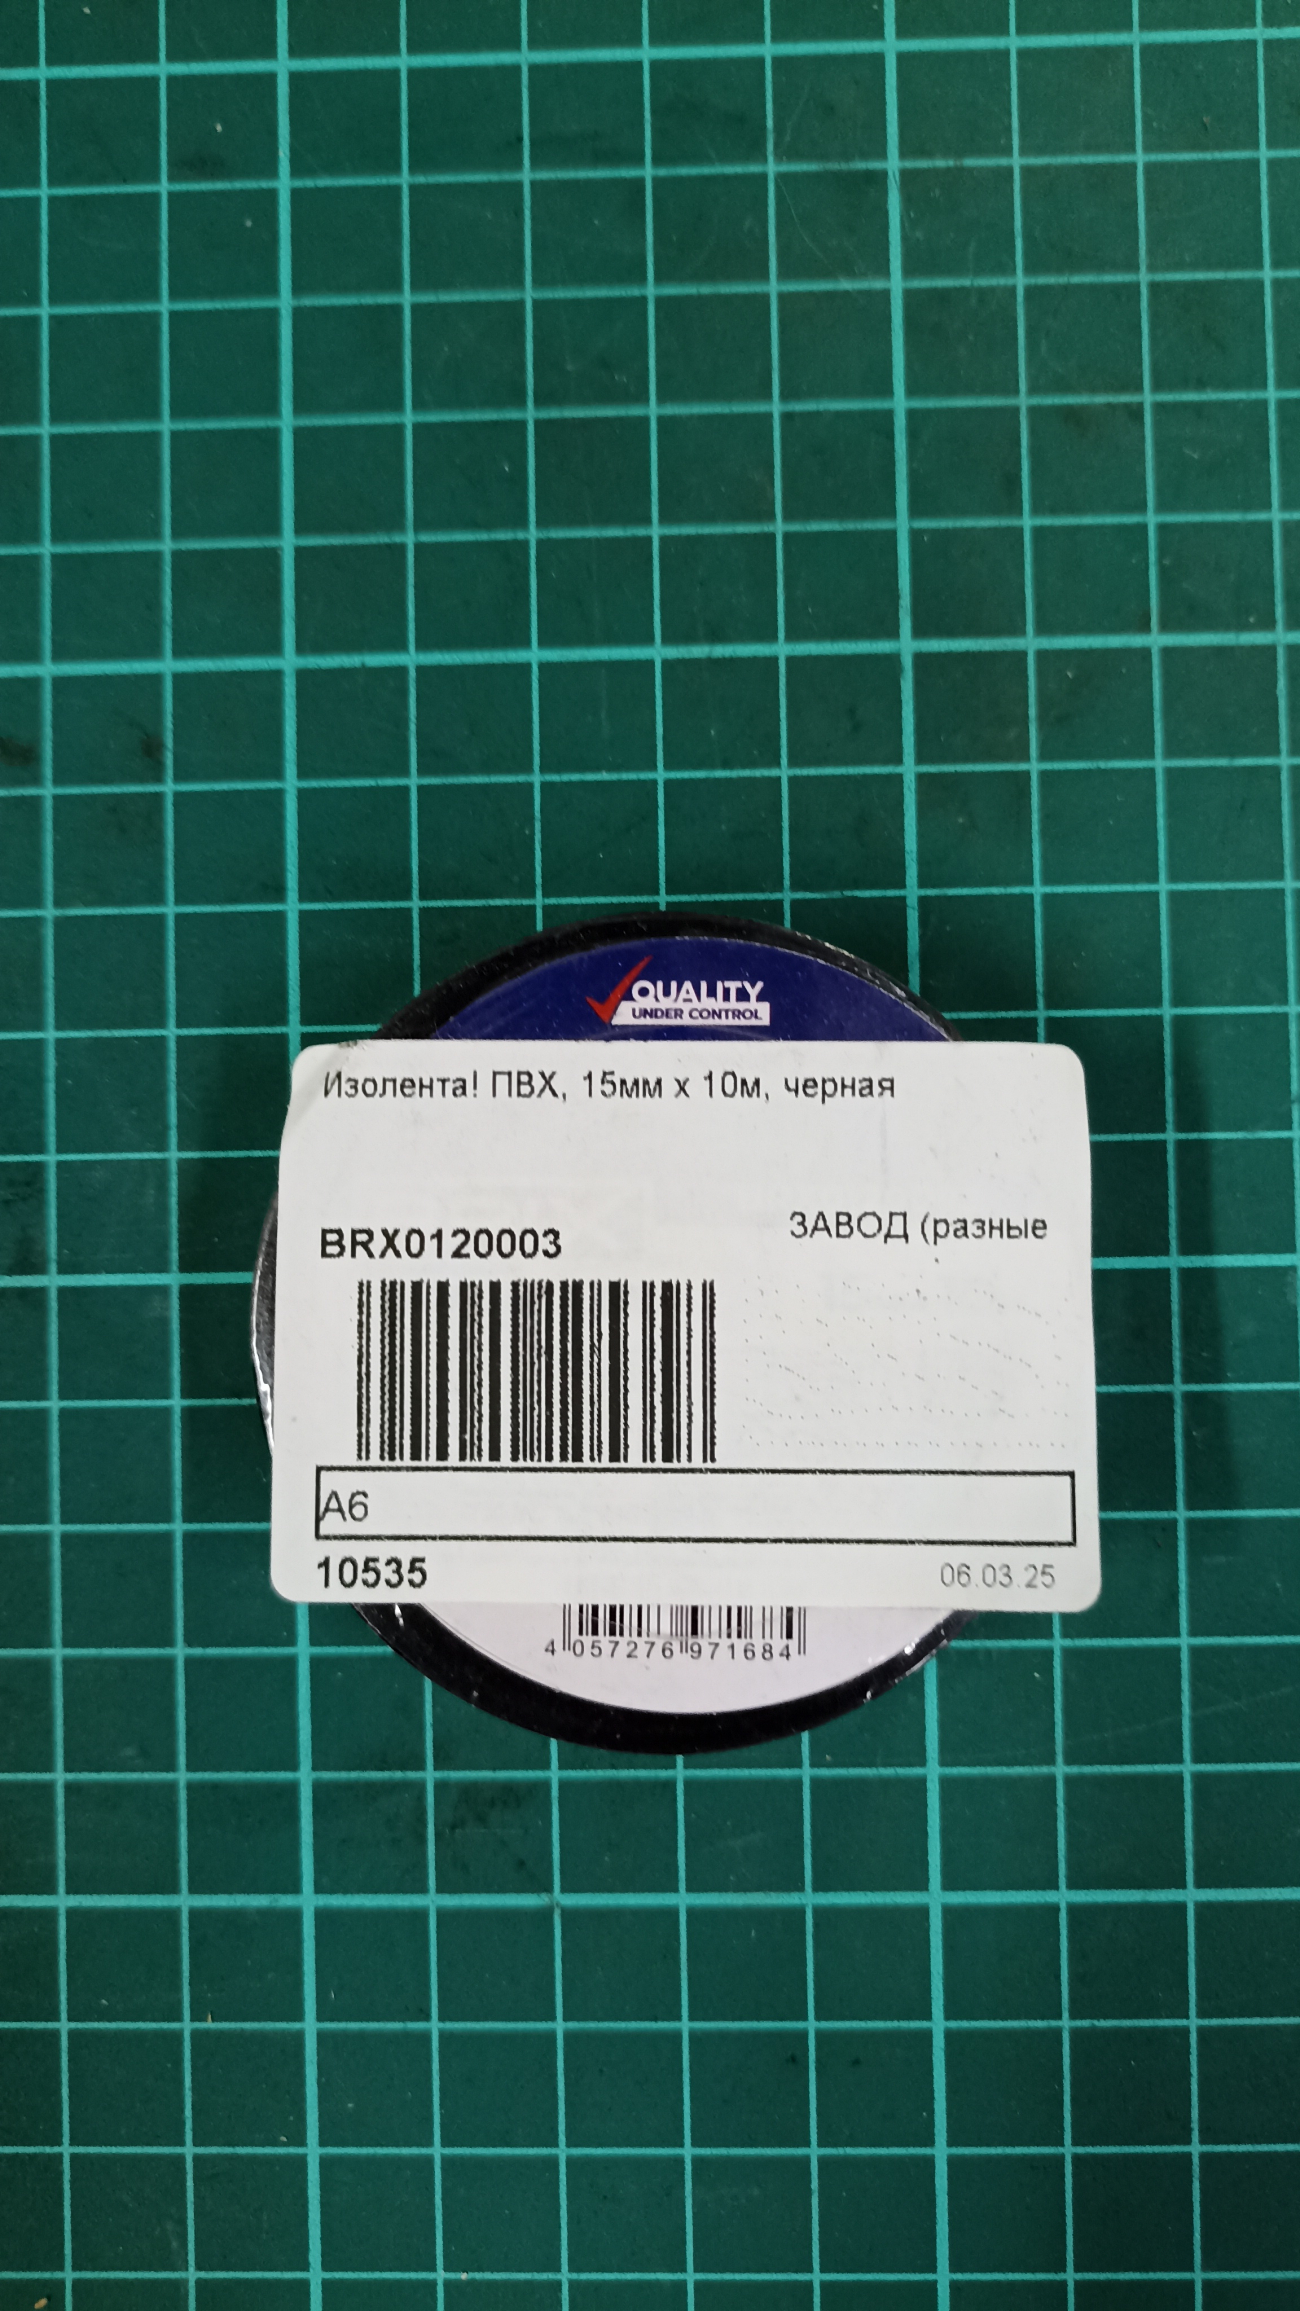 QUALITY
UNDER CONTROL
Изолента! ПВХ, 15мм x 10м, черная
ЗАВОД (разные
BRX0120003
A6
10535
06.03.25
4 057276 971684